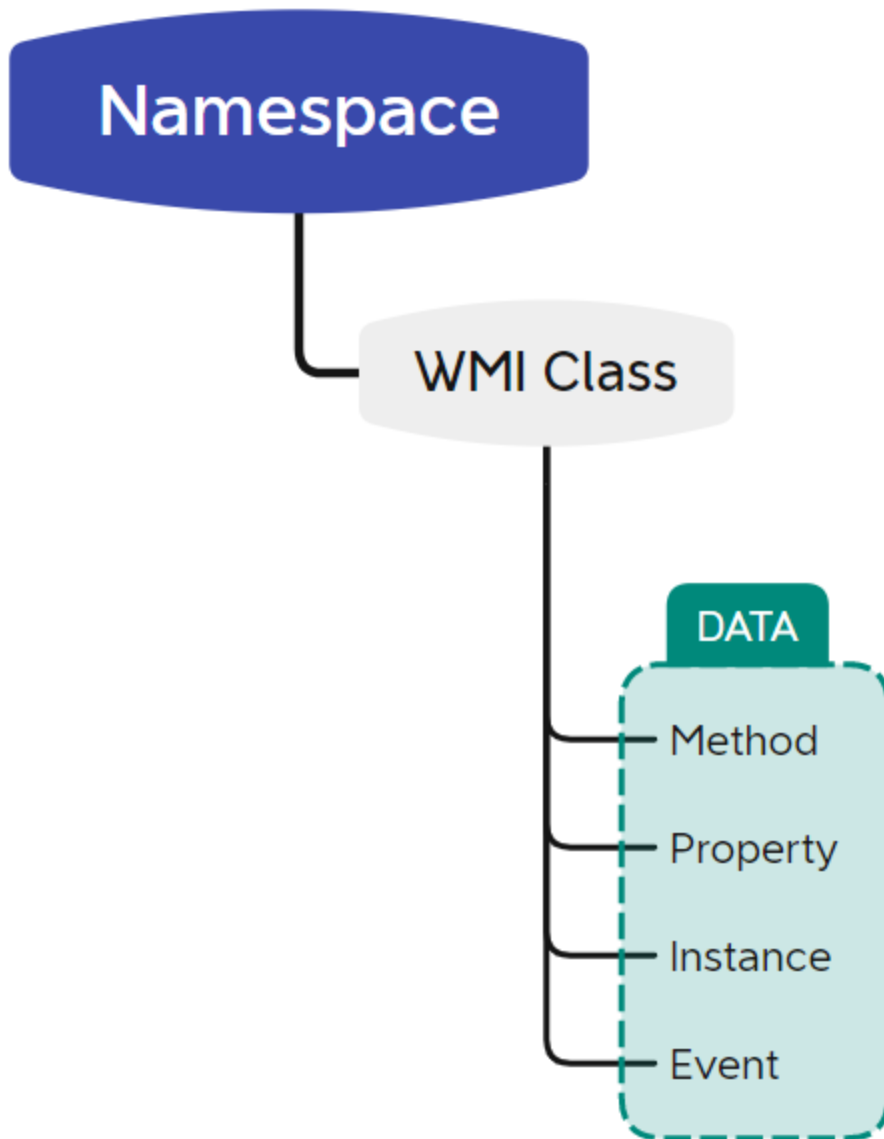 Namespace
WMI Class
DATA
Method
Property
Instance
Event